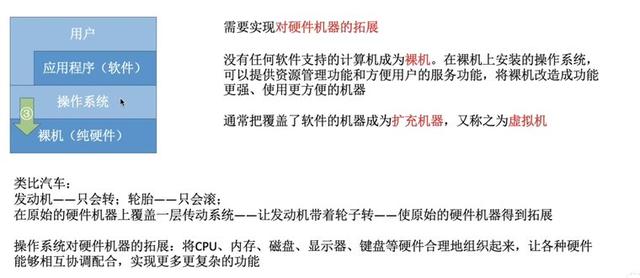 用户
应用程序（软件）
操作系统
③
裸机（纯硬件）
需要实现对硬件机器的拓展
没有任何软件支持的计算机成为裸机。在裸机上安装的操作系统，
可以提供资源管理功能和方便用户的服务功能，将裸机改造成功能
更强、使用更方便的机器
通常把覆盖了软件的机器成为扩充机器，又称之为虚拟机
类比汽车：
发动机——只会转；轮胎——只会滚；
在原始的硬件机器上覆盖一层传动系统——让发动机带着轮子转——使原始的硬件机器得到拓展
操作系统对硬件机器的拓展：将CPU、内存、磁盘、显示器、键盘等硬件合理地组织起来，让各种硬件
能够相互协调配合，实现更多更复杂的功能